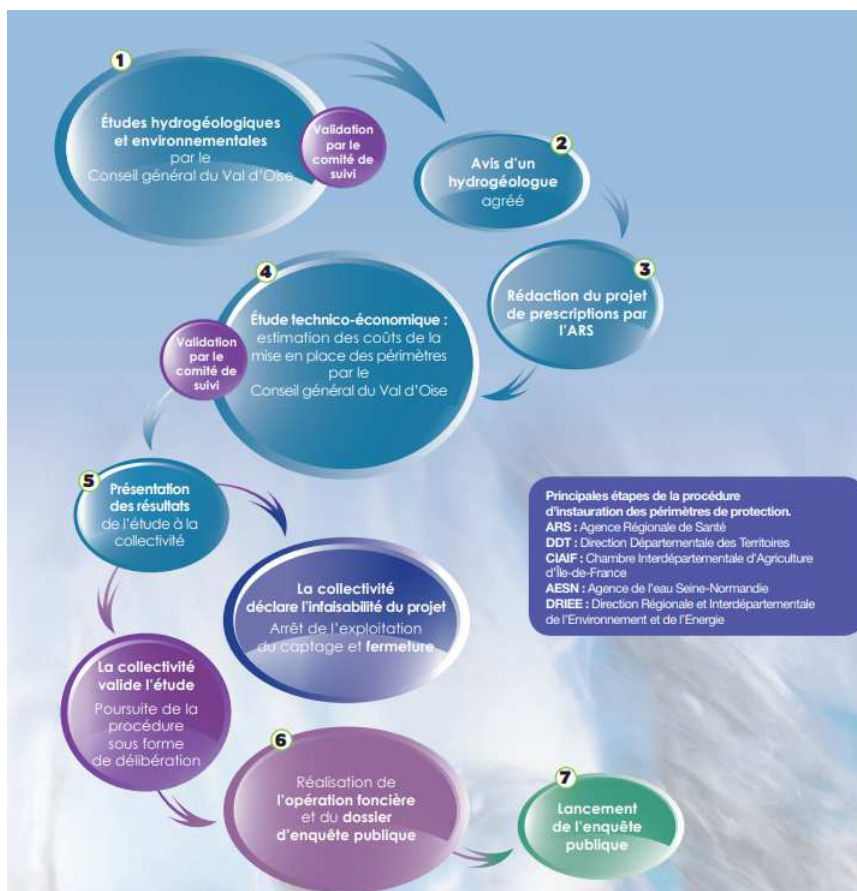 1
Études hydrogéologiques
et environnementales
par le
Conseil général du Val d'Oise
Validation
par le
comité de
suivi
2
Avis d'un
hydrogéologue
agréé
3
Rédaction du projet
de prescriptions par
l'ARS
4
Étude technico-économique :
estimation des coûts de la
mise en place des périmètres
par le
Conseil général du Val d'Oise
Validation
par le
comité de
suivi
5
Présentation
des résultats
de l'étude à la
collectivité
La collectivité
déclare l'infaisabilité du projet
Arrêt de l'exploitation
du captage et fermeture
La collectivité
valide l'étude
Poursuite de la
procédure
sous forme
de délibération
6
Réalisation de
l'opération foncière
et du dossier
d'enquête publique
7
Lancement
de l'enquête
publique
Principales étapes de la procédure
d'instauration des périmètres de protection.
ARS : Agence Régionale de Santé
DDT : Direction Départementale des Territoires
CIAIF : Chambre Interdépartementale d'Agriculture
d'Île-de-France
AESN : Agence de l'eau Seine-Normandie
DRIEE : Direction Régionale et Interdépartementale
de l'Environnement et de l'Energie